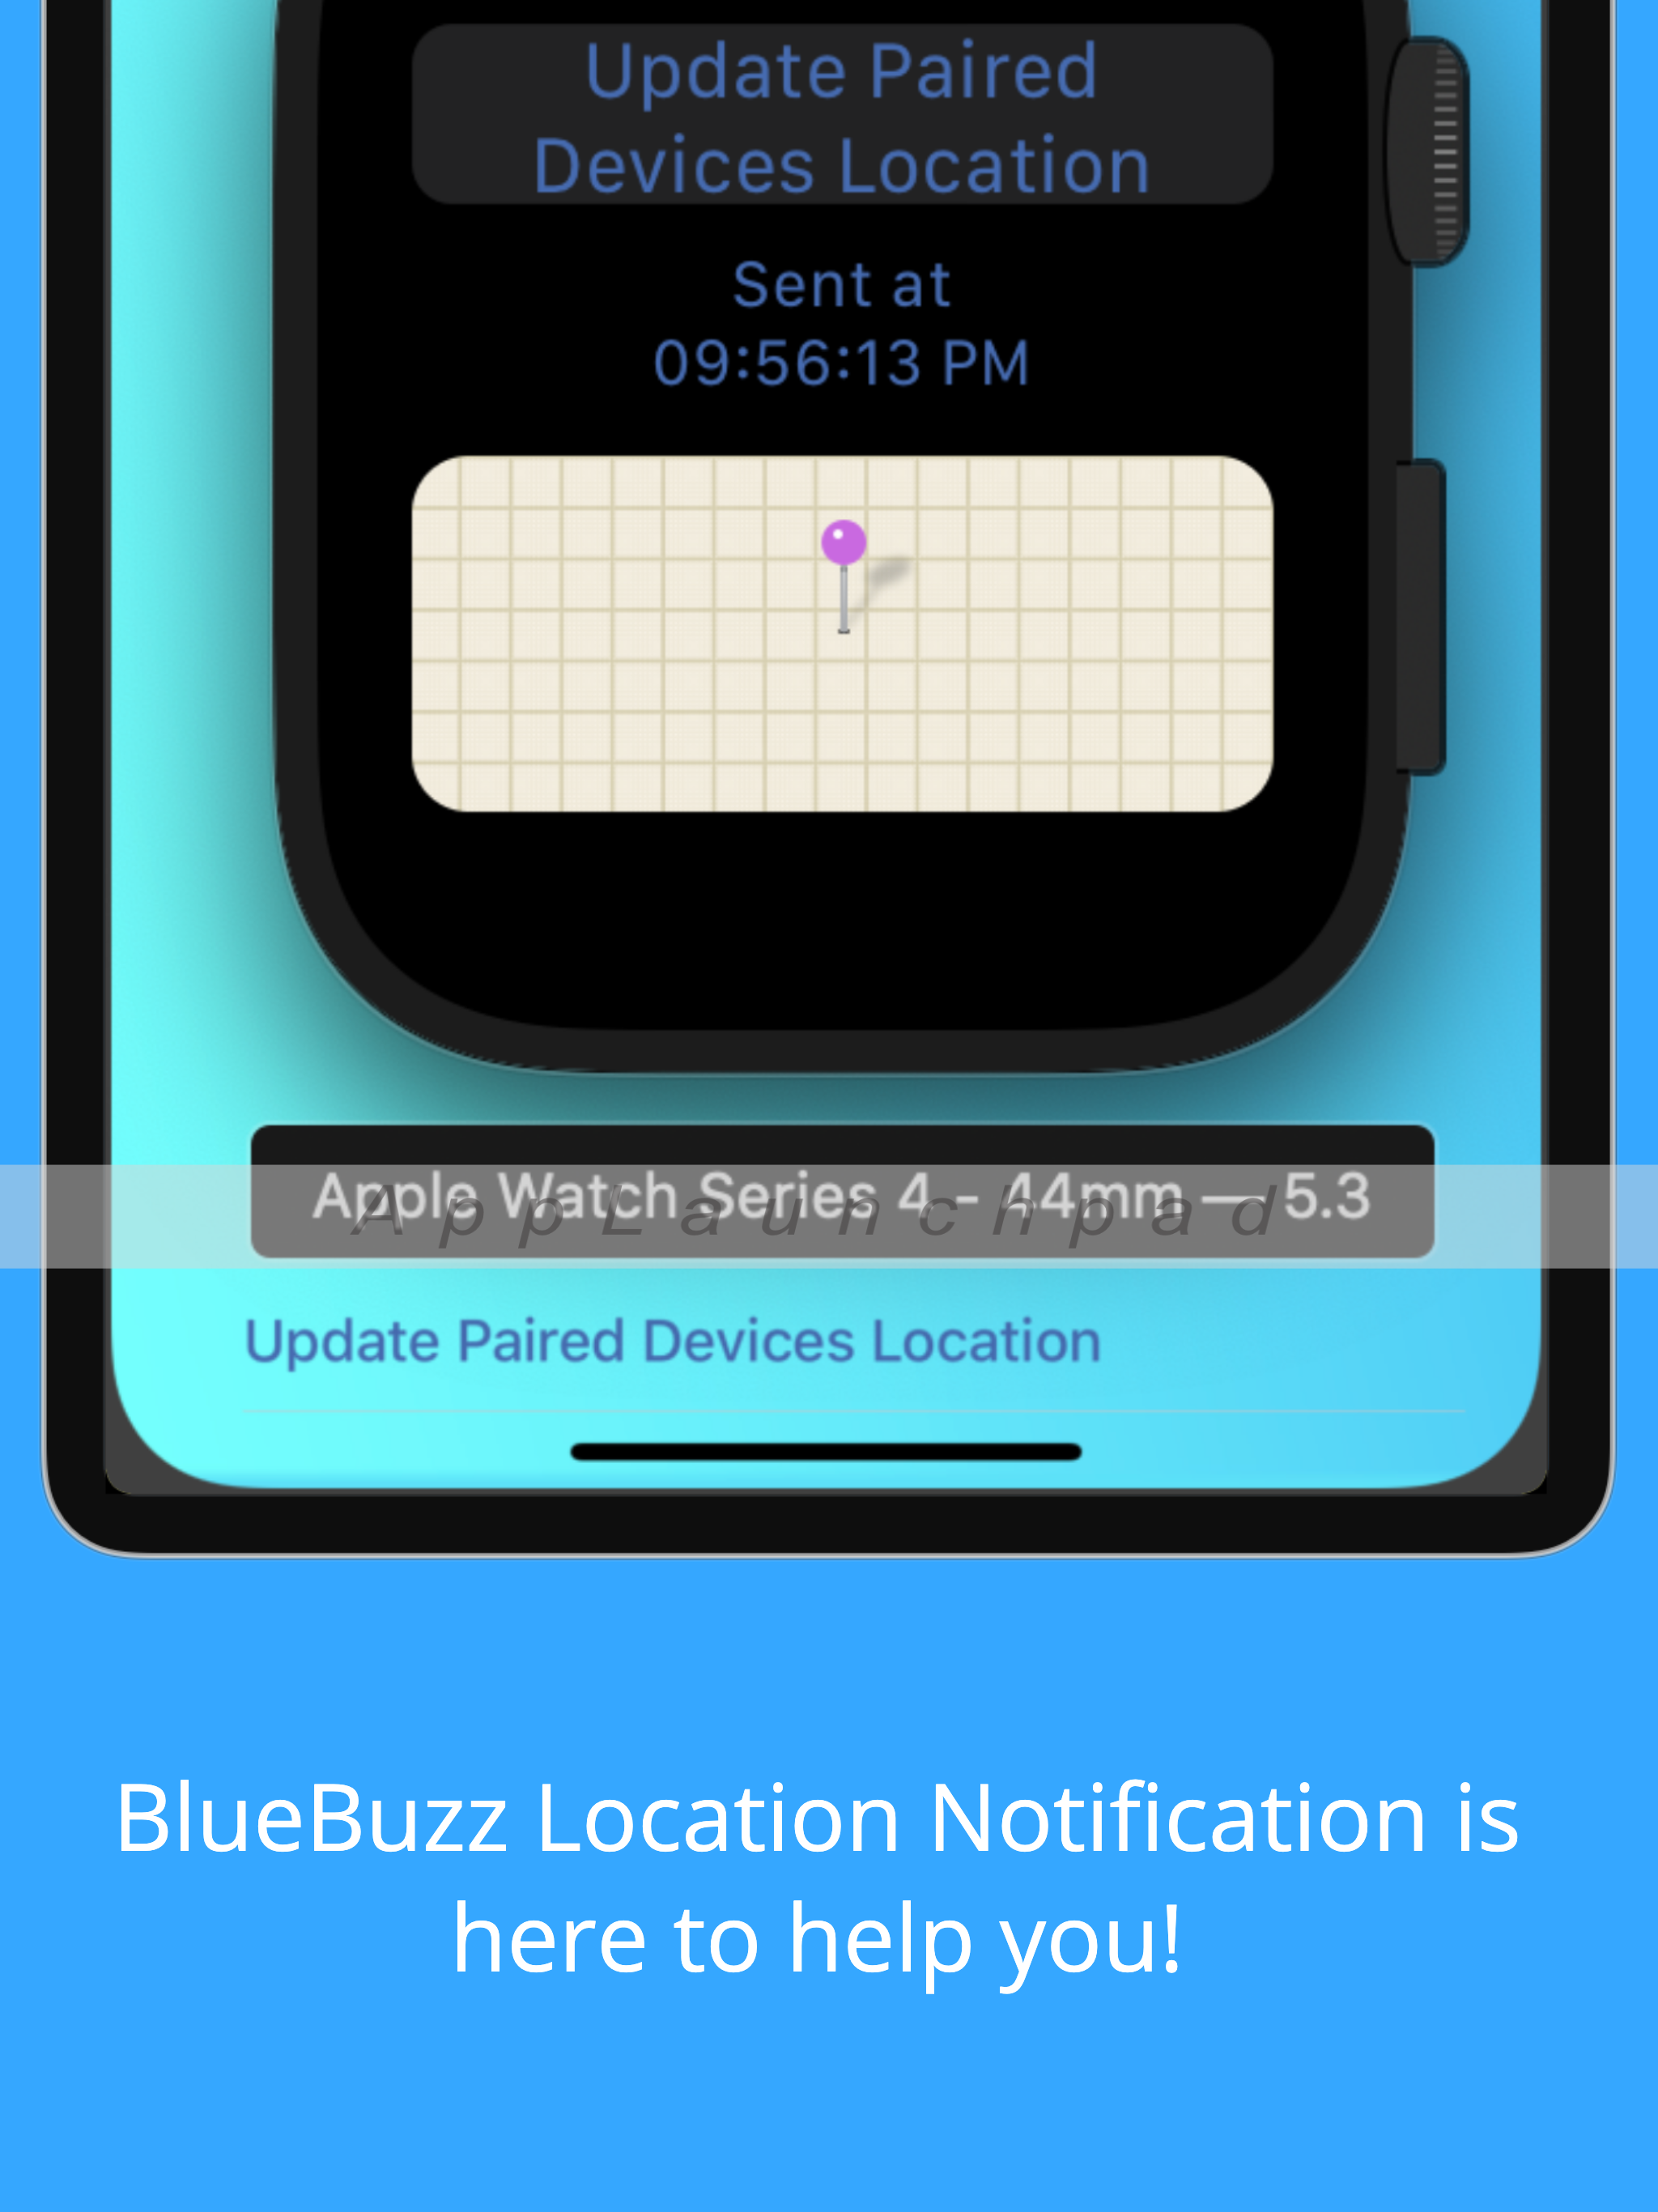 Update Paired
Devices Location
Sent at
09:56:13 PM
Apple Watch Series 4 - 44mm — 5.3
AppLaunchpad
Update Paired Devices Location
BlueBuzz Location Notification is
here to help you!